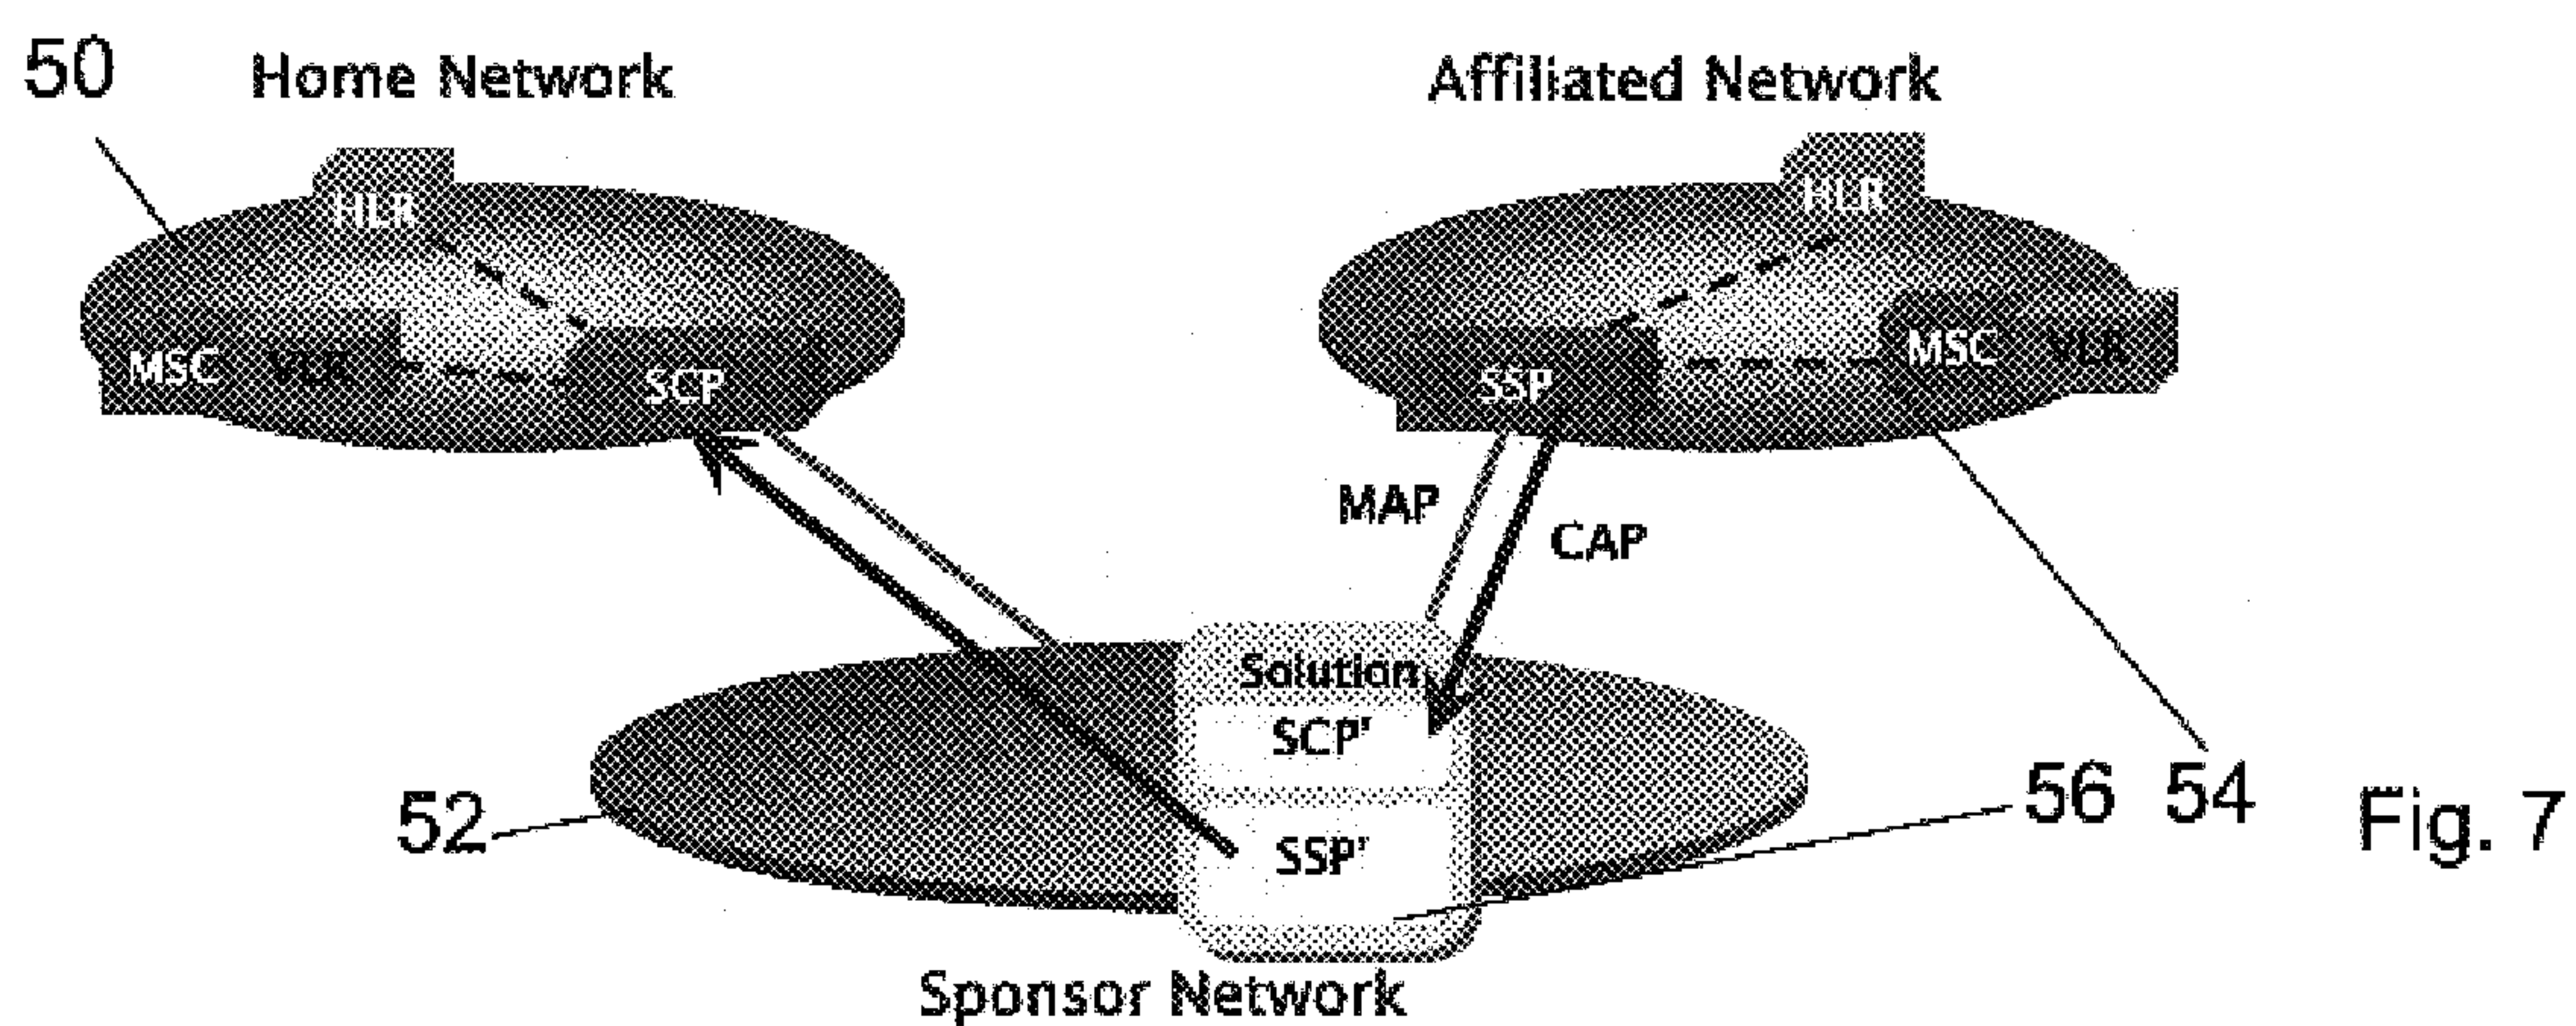 50 Home Network Affiliated Network
HLR HLR
MSC VLR SCP SSP MSC VLR
MAP
CAP
Solution
SCP'
SSP'
52
56 54 Fig. 7
Sponsor Network